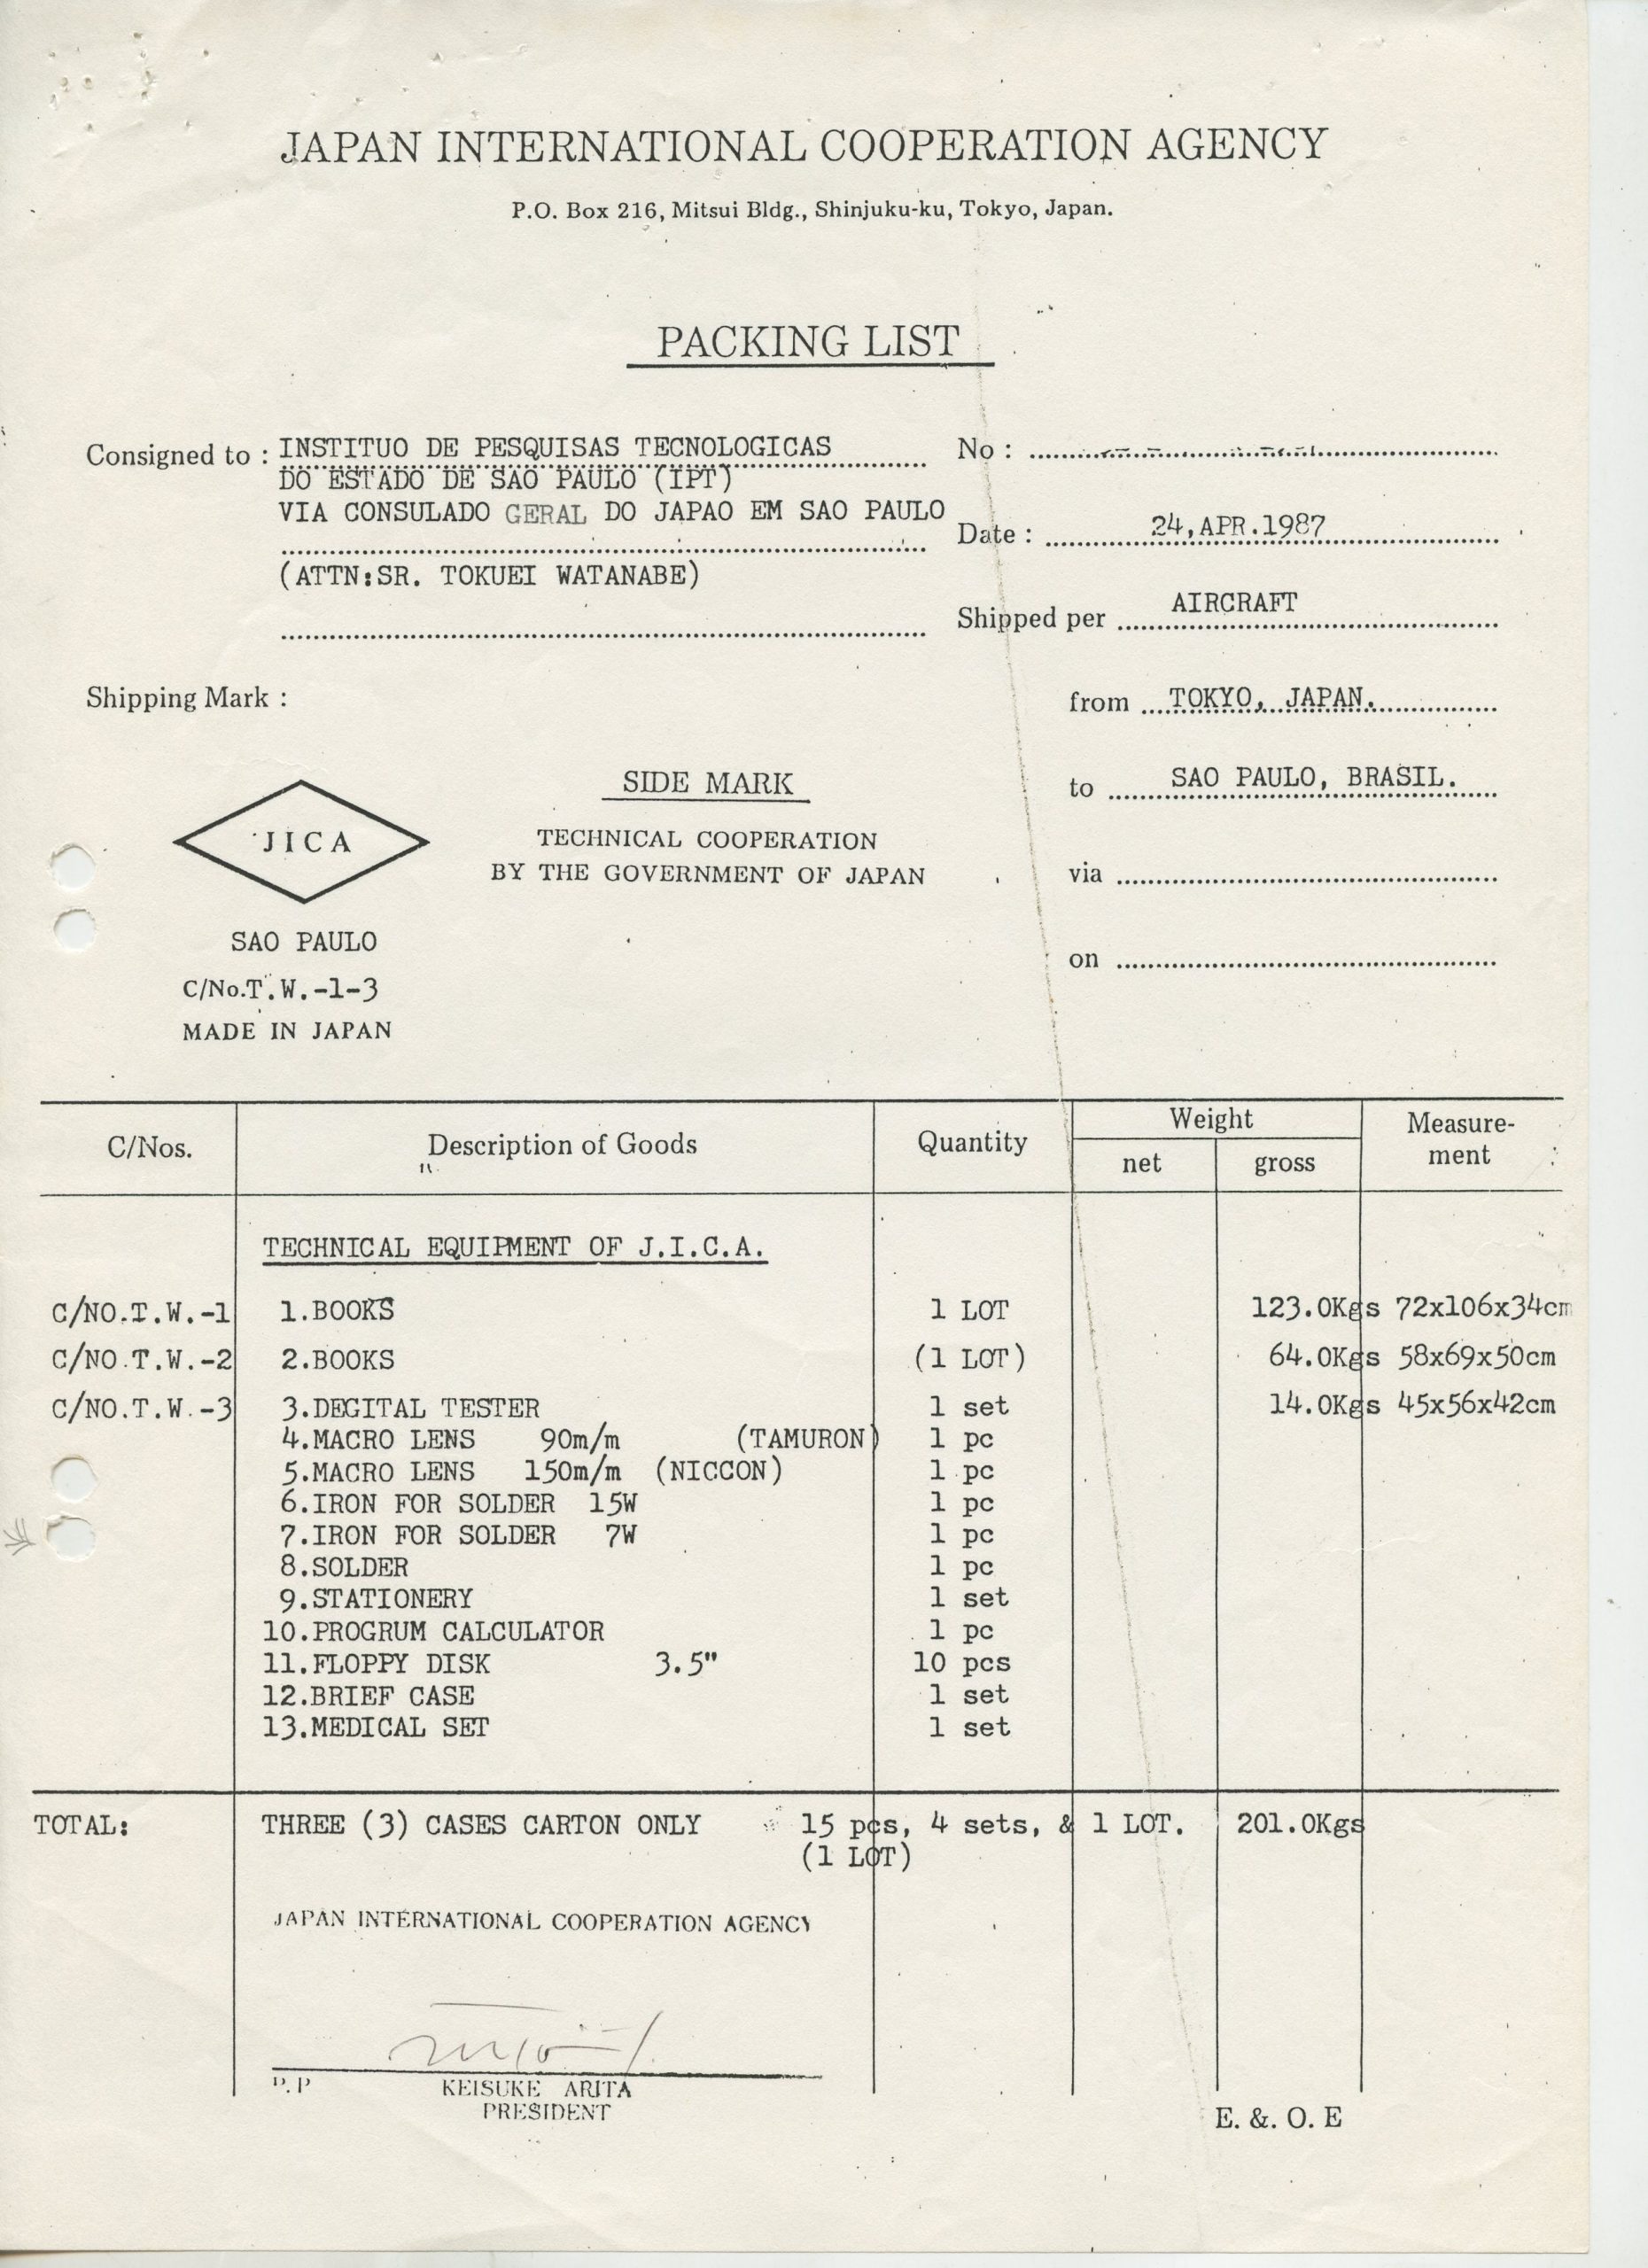 JAPAN INTERNATIONAL COOPERATION AGENCY
P.O. Box 216, Mitsui Bldg., Shinjuku-ku, Tokyo, Japan.
PACKING LIST
Consigned to : INSTITUO DE PESQUISAS TECNOLOGICAS
DO ESTADO DE SAO PAULO (IPT)
VIA CONSULADO GERAL DO JAPAO EM SAO PAULO
(ATTN:SR. TOKUEI WATANABE)
No :
Date : 24,APR.1987
Shipped per AIRCRAFT
from TOKYO, JAPAN.
to SAO PAULO, BRASIL.
via
on
Shipping Mark :
JICA
SAO PAULO
C/No.T.W.-1-3
MADE IN JAPAN
SIDE MARK
TECHNICAL COOPERATION
BY THE GOVERNMENT OF JAPAN
C/Nos. Description of Goods Quantity Weight net gross Measure-ment
TECHNICAL EQUIPMENT OF J.I.C.A.
C/NO.T.W.-1 1.BOOKS 1 LOT 123.0Kgs 72x106x34cm
C/NO.T.W.-2 2.BOOKS (1 LOT) 64.0Kgs 58x69x50cm
C/NO.T.W.-3 3.DEGITAL TESTER 1 set 14.0Kgs 45x56x42cm
4.MACRO LENS 90m/m (TAMURON) 1 pc
5.MACRO LENS 150m/m (NICCON) 1 pc
6.IRON FOR SOLDER 15W 1 pc
7.IRON FOR SOLDER 7W 1 pc
8.SOLDER 1 pc
9.STATIONERY 1 set
10.PROGRUM CALCULATOR 1 pc
11.FLOPPY DISK 3.5" 10 pcs
12.BRIEF CASE 1 set
13.MEDICAL SET 1 set
TOTAL: THREE (3) CASES CARTON ONLY 15 pcs, 4 sets, & 1 LOT. 201.0Kgs
(1 LOT)
JAPAN INTERNATIONAL COOPERATION AGENCY
P.P
KEISUKE ARITA
PRESIDENT
E. &. O. E